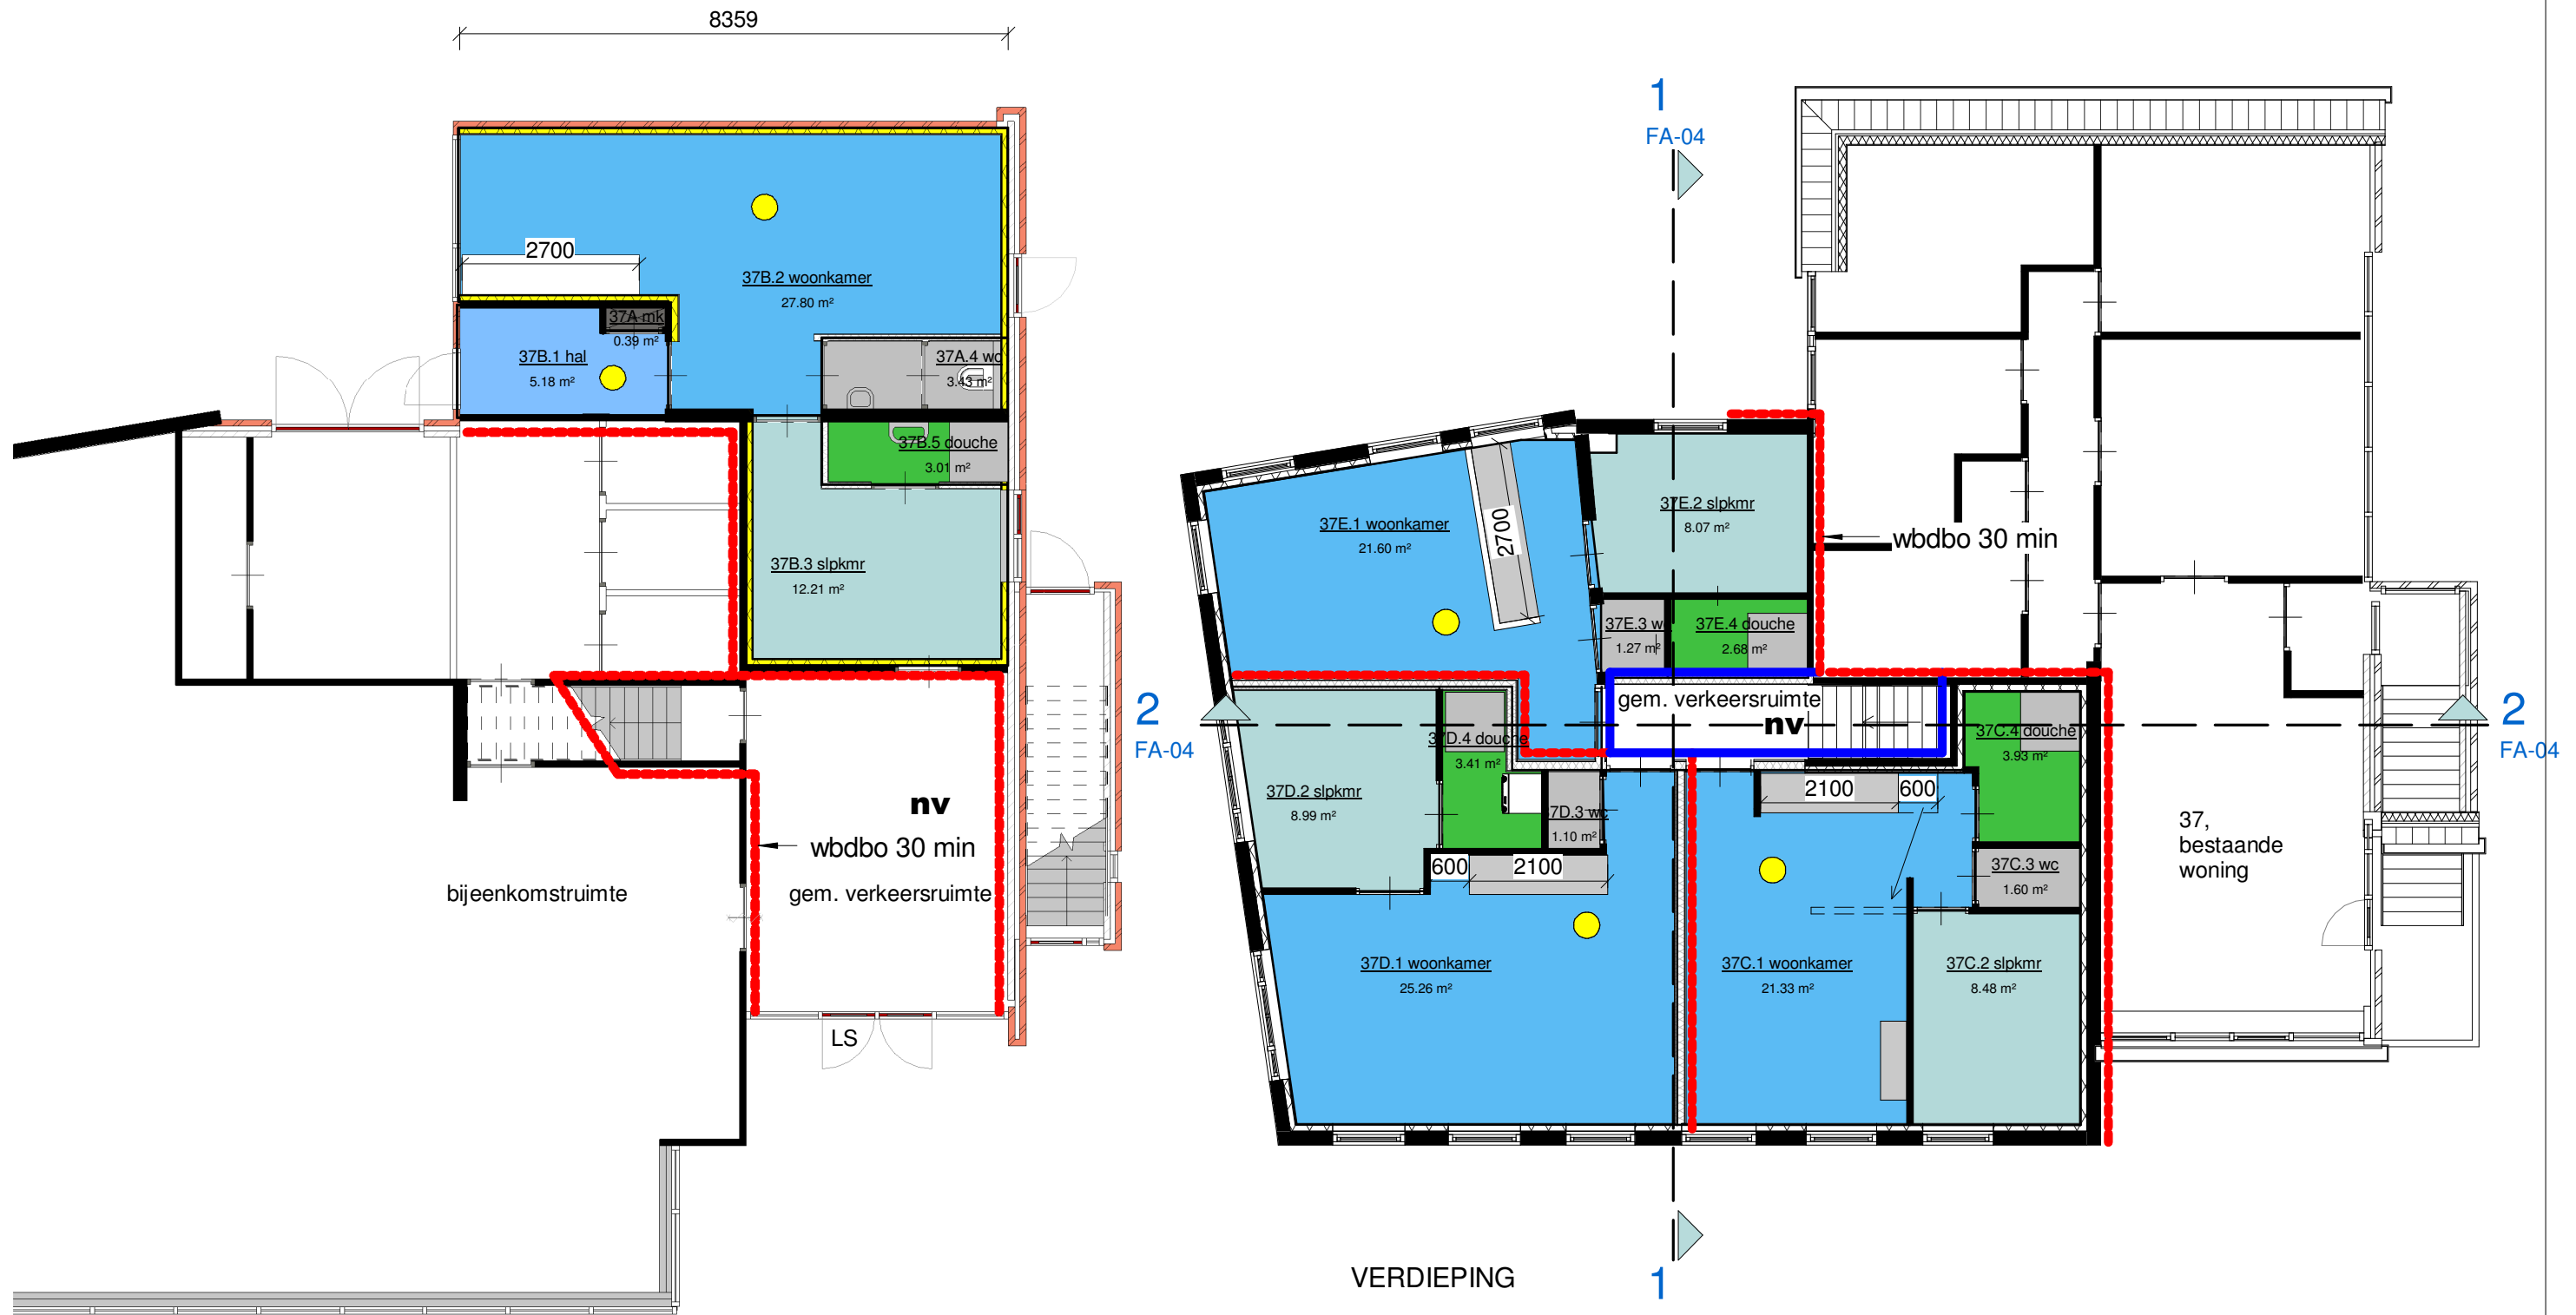 8359
2700
37B.2 woonkamer
27.80 m²
37A mk
0.39 m²
37B.1 hal
5.18 m²
37A.4 wc
3.43 m²
37B.5 douche
3.01 m²
37B.3 slpkmr
12.21 m²
nv
wbdbo 30 min
gem. verkeersruimte
bijeenkomstruimte
LS
1
FA-04
37E.1 woonkamer
21.60 m²
2700
37E.2 slpkmr
8.07 m²
wbdbo 30 min
37E.3 wc
1.27 m²
37E.4 douche
2.68 m²
gem. verkeersruimte
nv
2
FA-04
2
FA-04
37D.4 douche
3.41 m²
37C.4 douche
3.93 m²
37D.2 slpkmr
8.99 m²
7D.3 wc
1.10 m²
2100
600
600
2100
37C.3 wc
1.60 m²
37,
bestaande
woning
37D.1 woonkamer
25.26 m²
37C.1 woonkamer
21.33 m²
37C.2 slpkmr
8.48 m²
VERDIEPING
1